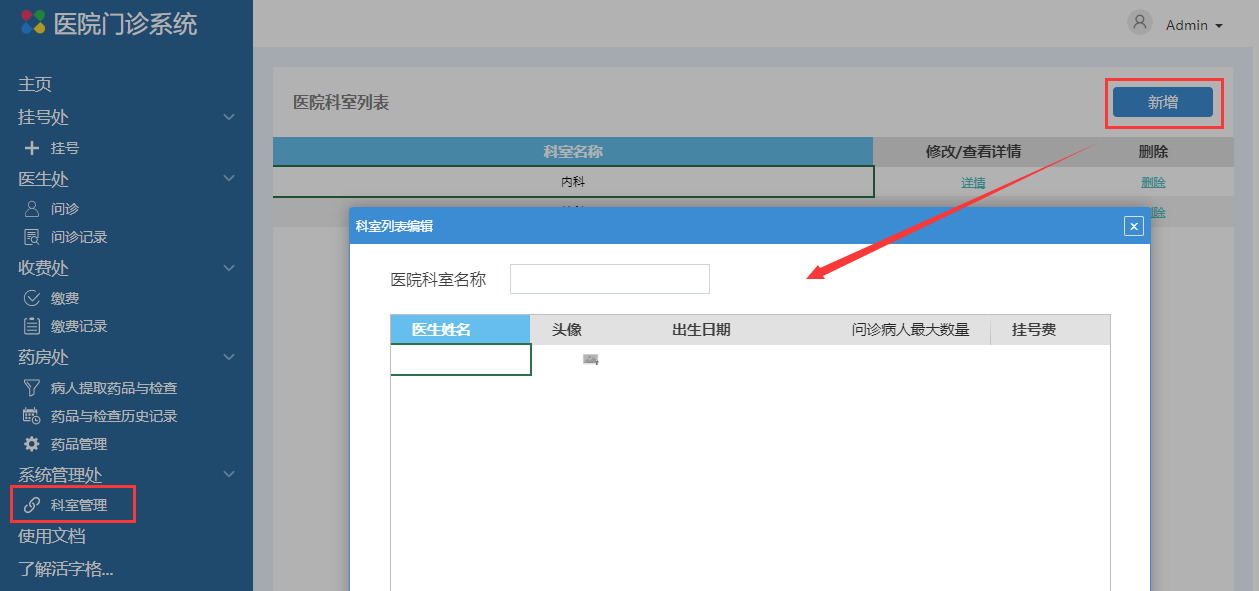 医院门诊系统
Admin
主页
挂号处
挂号
医生处
问诊
问诊记录
收费处
缴费
缴费记录
药房处
病人提取药品与检查
药品与检查历史记录
药品管理
系统管理处
科室管理
使用文档
了解活字格...
医院科室列表
新增
科室名称 修改/查看详情 删除
内科 详情 删除
除
科室列表编辑
医院科室名称
医生姓名 头像 出生日期 问诊病人最大数量 挂号费